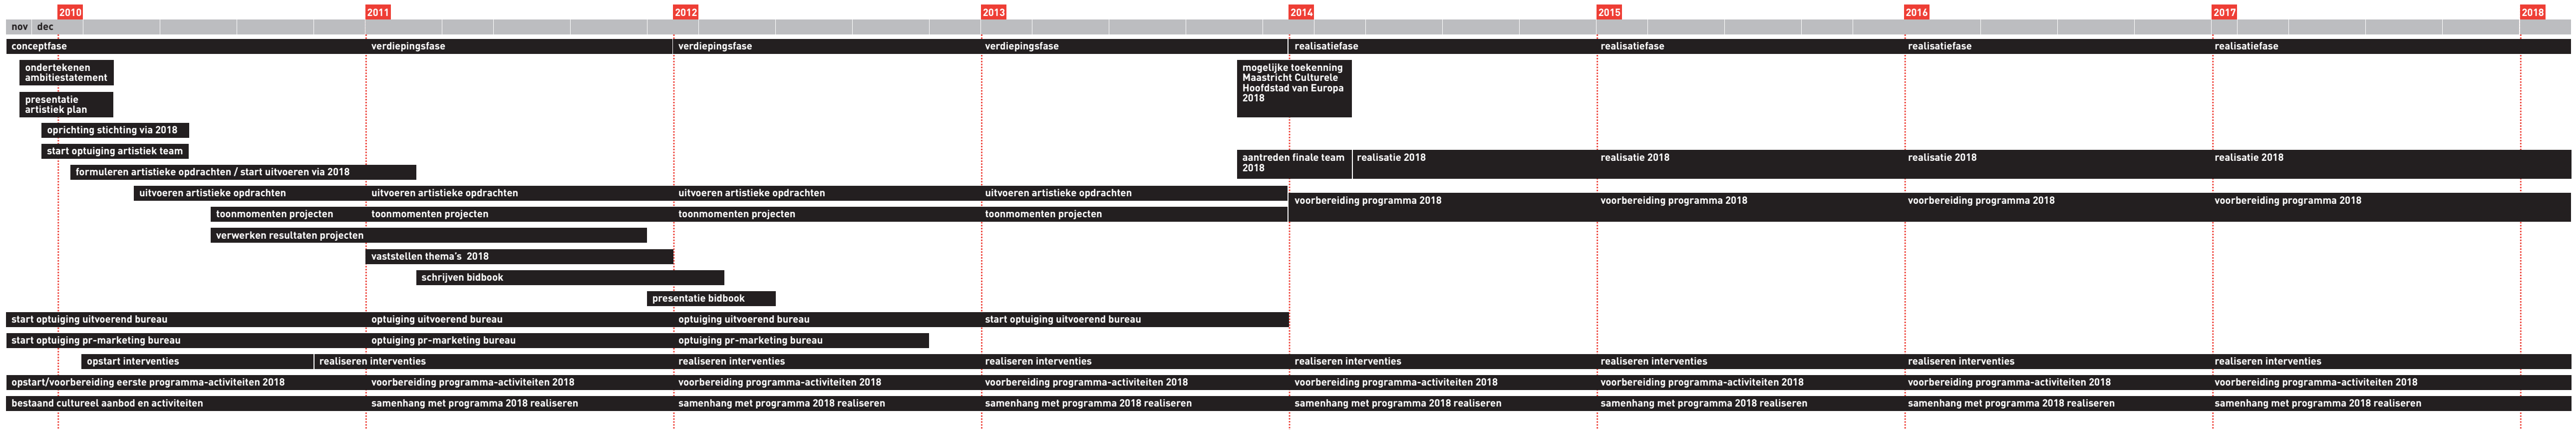 2010 2011 2012 2013 2014 2015 2016 2017 2018
nov dec
conceptfase verdiepingsfase verdiepingsfase verdiepingsfase realisatiefase realisatiefase realisatiefase realisatiefase
ondertekenen
ambitiestatement
mogelijke toekenning
Maastricht Culturele
Hoofdstad van Europa
2018
presentatie
artistiek plan
oprichting stichting via 2018
start optuiging artistiek team
aantreden finale team
2018
realisatie 2018 realisatie 2018 realisatie 2018 realisatie 2018
formuleren artistieke opdrachten / start uitvoeren via 2018
uitvoeren artistieke opdrachten uitvoeren artistieke opdrachten uitvoeren artistieke opdrachten uitvoeren artistieke opdrachten
voorbereiding programma 2018 voorbereiding programma 2018 voorbereiding programma 2018 voorbereiding programma 2018
toonmomenten projecten toonmomenten projecten toonmomenten projecten toonmomenten projecten
verwerken resultaten projecten
vaststellen thema's 2018
schrijven bidbook
presentatie bidbook
start optuiging uitvoerend bureau optuiging uitvoerend bureau optuiging uitvoerend bureau start optuiging uitvoerend bureau
start optuiging pr-marketing bureau optuiging pr-marketing bureau optuiging pr-marketing bureau
opstart interventies realiseren interventies realiseren interventies realiseren interventies realiseren interventies realiseren interventies realiseren interventies realiseren interventies
opstart/voorbereiding eerste programma-activiteiten 2018 voorbereiding programma-activiteiten 2018 voorbereiding programma-activiteiten 2018 voorbereiding programma-activiteiten 2018 voorbereiding programma-activiteiten 2018 voorbereiding programma-activiteiten 2018 voorbereiding programma-activiteiten 2018 voorbereiding programma-activiteiten 2018
bestaand cultureel aanbod en activiteiten samenhang met programma 2018 realiseren samenhang met programma 2018 realiseren samenhang met programma 2018 realiseren samenhang met programma 2018 realiseren samenhang met programma 2018 realiseren samenhang met programma 2018 realiseren samenhang met programma 2018 realiseren